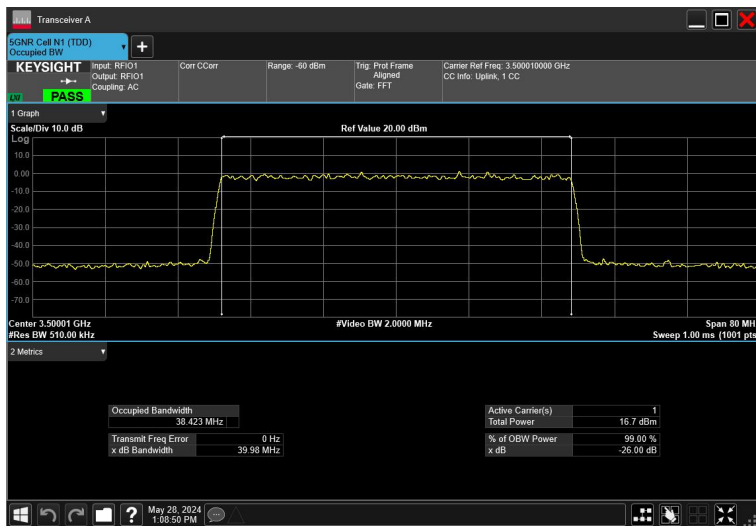 Transceiver A
5GNR Cell N1 (TDD)
Occupied BW
KEYSIGHT
LXI
PASS
Input: RFIO1
Output: RFIO1
Coupling: AC
Corr CCorr
Range: -60 dBm
Trig: Prot Frame
Aligned
Gate: FFT
Carrier Ref Freq: 3.500010000 GHz
CC Info: Uplink, 1 CC
1 Graph
Scale/Div 10.0 dB
Ref Value 20.00 dBm
Log
10.0
0.00
-10.0
-20.0
-30.0
-40.0
-50.0
-60.0
-70.0
Center 3.50001 GHz
#Video BW 2.0000 MHz
Span 80 MH
#Res BW 510.00 kHz
Sweep 1.00 ms (1001 pts
2 Metrics
Occupied Bandwidth
38.423 MHz
Active Carrier(s) 1
Total Power 16.7 dBm
Transmit Freq Error 0 Hz
x dB Bandwidth 39.98 MHz
% of OBW Power 99.00 %
x dB -26.00 dB
?
May 28, 2024
1:08:50 PM